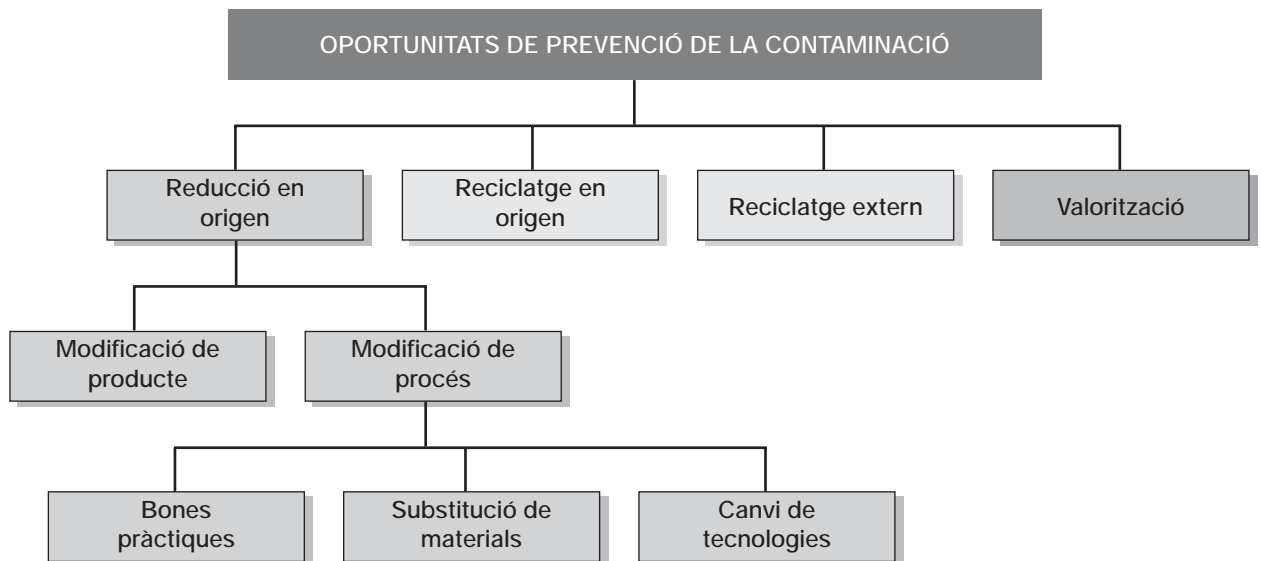 OPORTUNITATS DE PREVENCIÓ DE LA CONTAMINACIÓ
Reducció en
origen
Reciclatge en
origen
Reciclatge extern
Valorització
Modificació de
producte
Modificació de
procés
Bones
pràctiques
Substitució de
materials
Canvi de
tecnologies